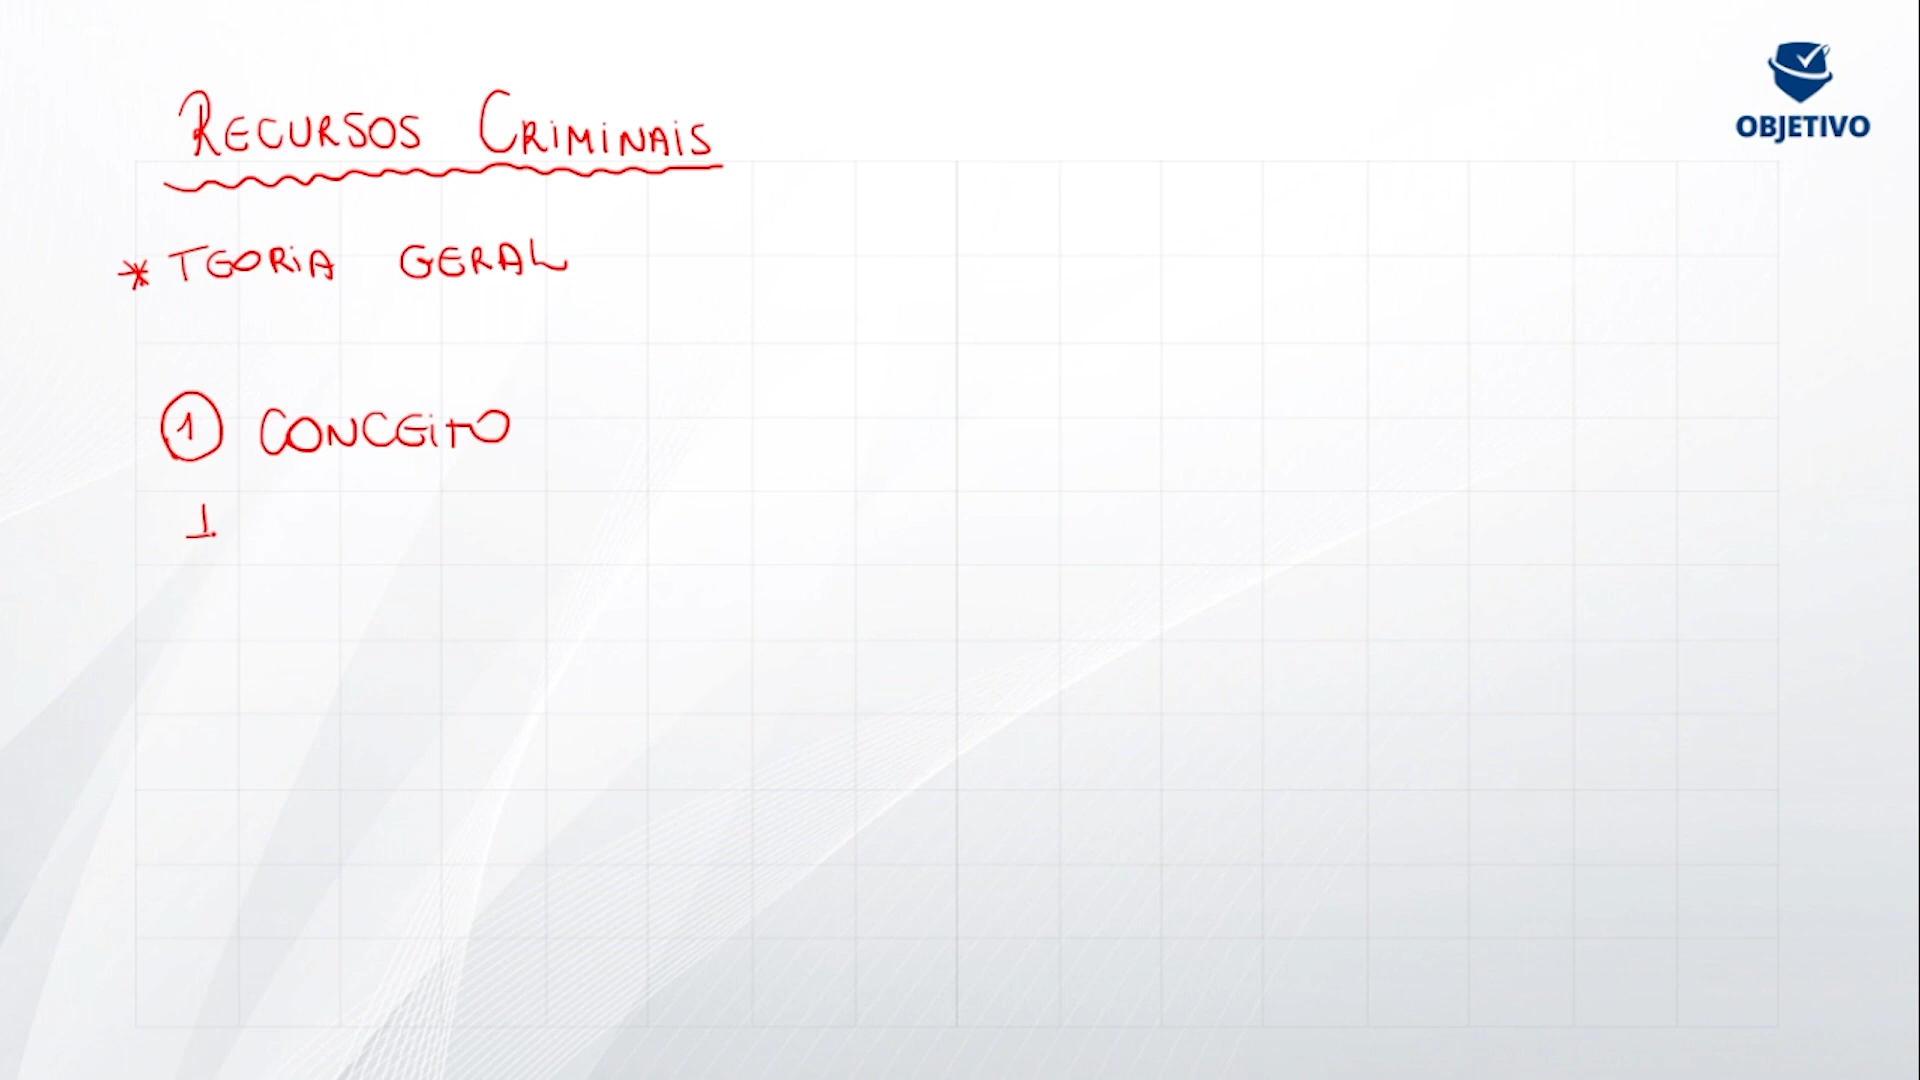 RECURSOS CRIMINAIS
OBJETIVO
* TEORIA GERAL
1 CONCEITO
1.